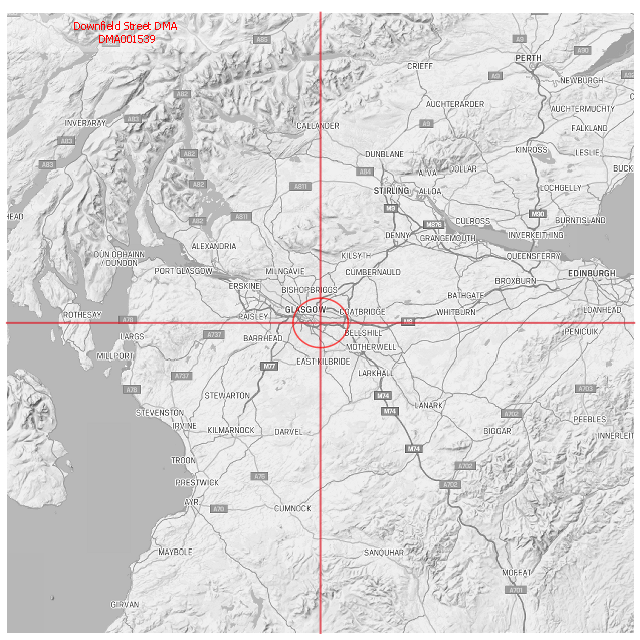 Downfield Street DMA
DMA001539
A85
A9
PERTH
A90
CRIEFF
A9
NEWBURGH
A82
AUCHTERARDER
AUCHTERMUCHTY
INVERARAY
A83
CALLANDER
A9
FALKLAND
A83
A82
DUNBLANE
KINROSS
LESLIE
A83
A84
ALVA
DOLLAR
BUCK
A82
A811
STIRLING
ALLOA
LOCHGELLY
HEAD
A82
A811
M9
CULROSS
M90
BURNTISLAND
M876
DENNY
GRANGEMOUTH
INVERKEITHING
ALEXANDRIA
DUN OMHAINN
/ DUNOON
KILSYTH
QUEENSFERRY
PORT GLASGOW
MILNGAVIE
CUMBERNAULD
EDINBURGH
ERSKINE
BISHOPBRIGGS
BROXBURN
BATHGATE
ROTHESAY
GLASGOW
COATBRIDGE
WHITBURN
LOANHEAD
A78
PAISLEY
LARGS
A737
BARRHEAD
BELLSHILL
PENICUIK
MOTHERWELL
MILLPORT
M77
EAST KILBRIDE
A737
LARKHALL
A78
STEWARTON
M74
A703
STEVENSTON
M74
LANARK
A702
PEEBLES
IRVINE
KILMARNOCK
DARVEL
BIGGAR
INNERLEIT
M74
TROON
A702
A76
PRESTWICK
A702
AYR
A70
CUMNOCK
MAYBOLE
SANQUHAR
MOFFAT
A701
GIRVAN